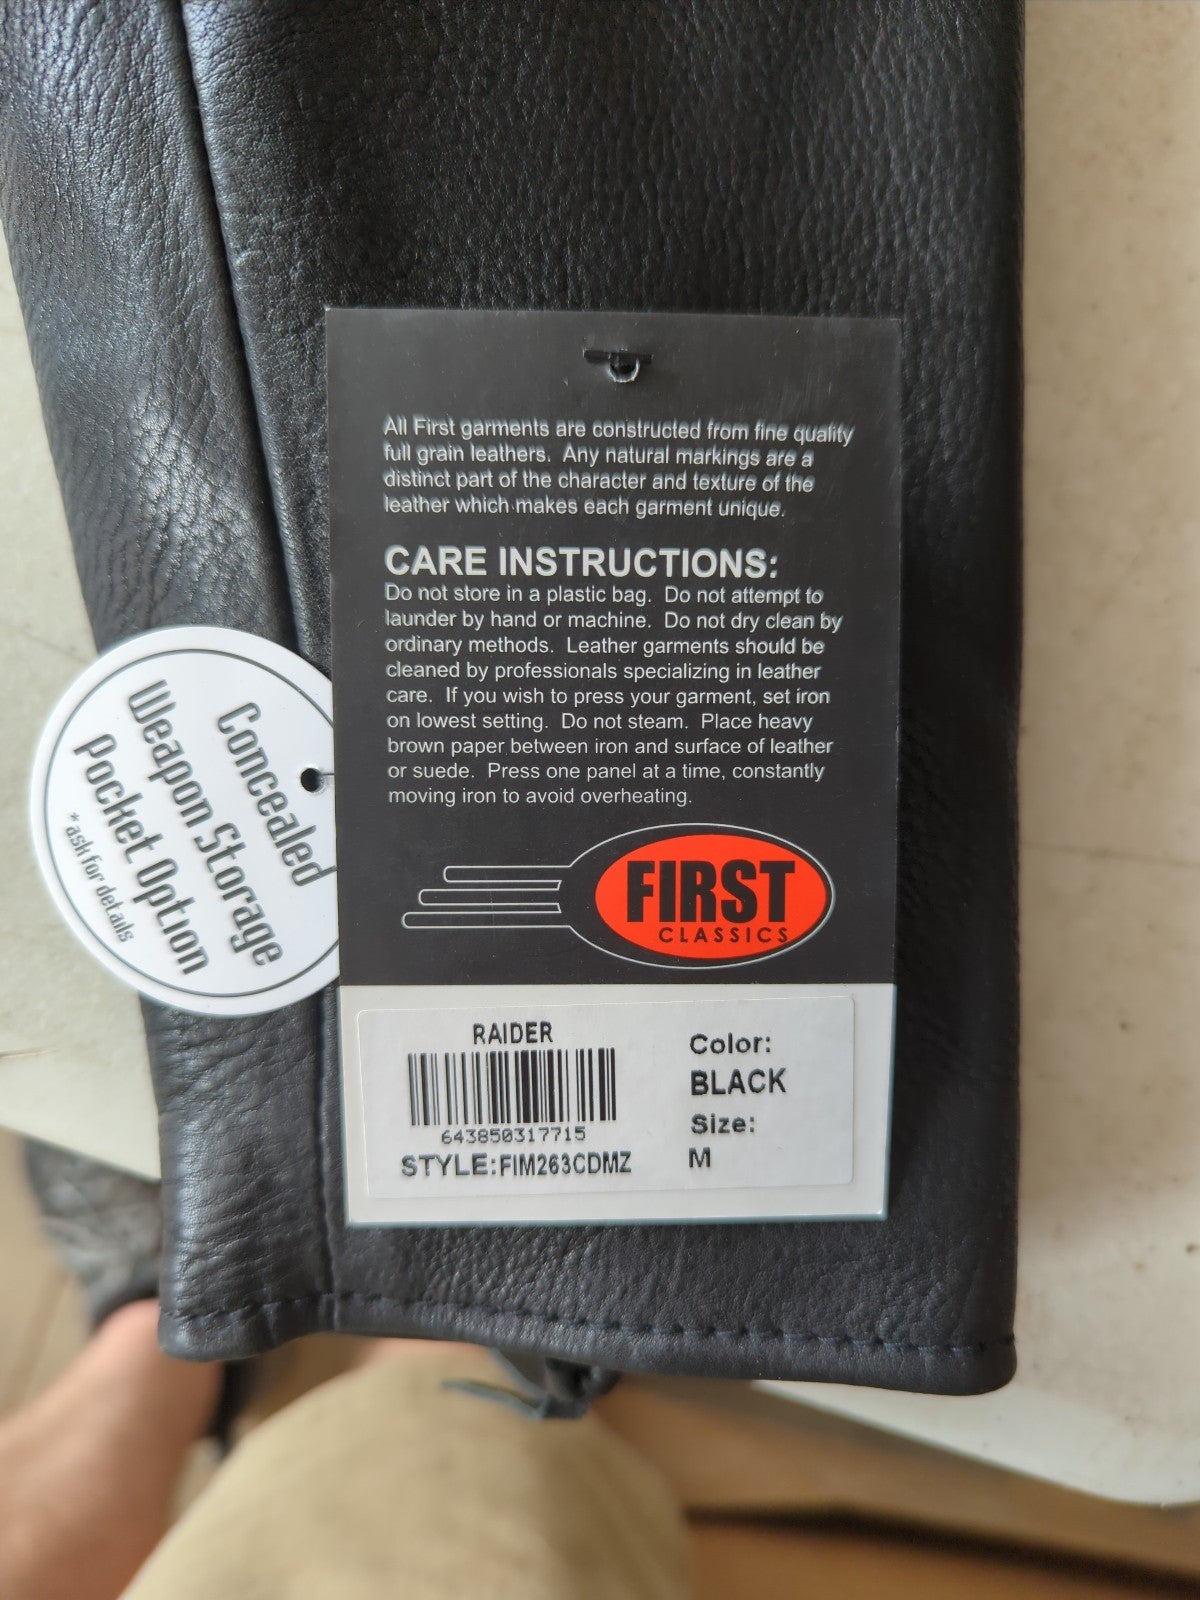 All First garments are constructed from fine quality
full grain leathers. Any natural markings are a
distinct part of the character and texture of the
leather which makes each garment unique.
CARE INSTRUCTIONS:
Do not store in a plastic bag. Do not attempt to
launder by hand or machine. Do not dry clean by
ordinary methods. Leather garments should be
cleaned by professionals specializing in leather
care. If you wish to press your garment, set iron
on lowest setting. Do not steam. Place heavy
brown paper between iron and surface of leather
or suede. Press one panel at a time, constantly
moving iron to avoid overheating.
Concealed
Weapon Storage
Pocket Option
*ask for details
FIRST
CLASSICS
RAIDER
643850317715
STYLE:FIM263CDMZ
Color:
BLACK
Size:
M